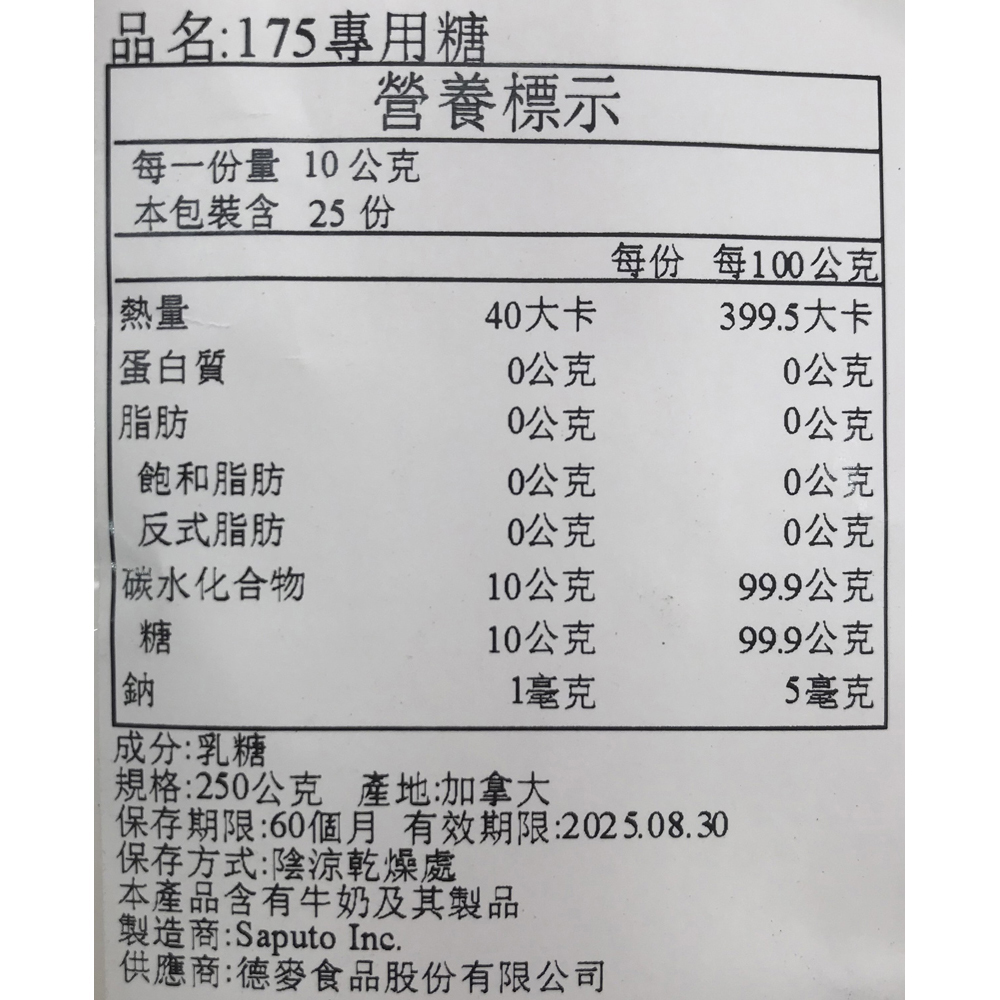 品名:175專用糖
營養標示
每一份量 10公克
本包裝含 25份
每份 每100公克
熱量 40大卡 399.5大卡
蛋白質 0公克 0公克
脂肪 0公克 0公克
飽和脂肪 0公克 0公克
反式脂肪 0公克 0公克
碳水化合物 10公克 99.9公克
糖 10公克 99.9公克
鈉 1毫克 5毫克
成分:乳糖
規格:250公克 產地:加拿大
保存期限:60個月 有效期限:2025.08.30
保存方式:陰涼乾燥處
本產品含有牛奶及其製品
製造商:Saputo Inc.
供應商:德麥食品股份有限公司